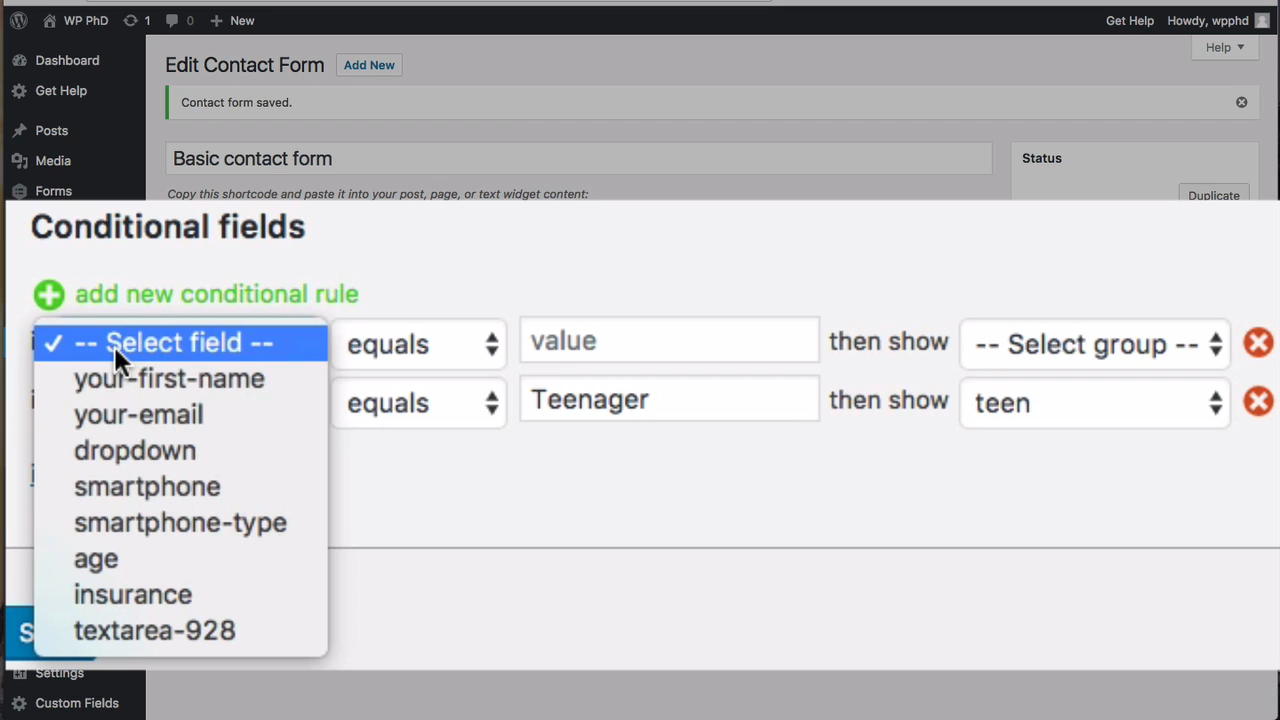 WP PhD 1 0 New Get Help Howdy, wpphd
Dashboard
Get Help
Posts
Media
Forms
Edit Contact Form Add New Help
Contact form saved.
Basic contact form
Copy this shortcode and paste it into your post, page, or text widget content:
Status
Duplicate
Conditional fields
add new conditional rule
-- Select field -- equals value then show -- Select group --
your-first-name
equals Teenager then show teen
your-email
dropdown
smartphone
smartphone-type
age
insurance
textarea-928
S
Settings
Custom Fields